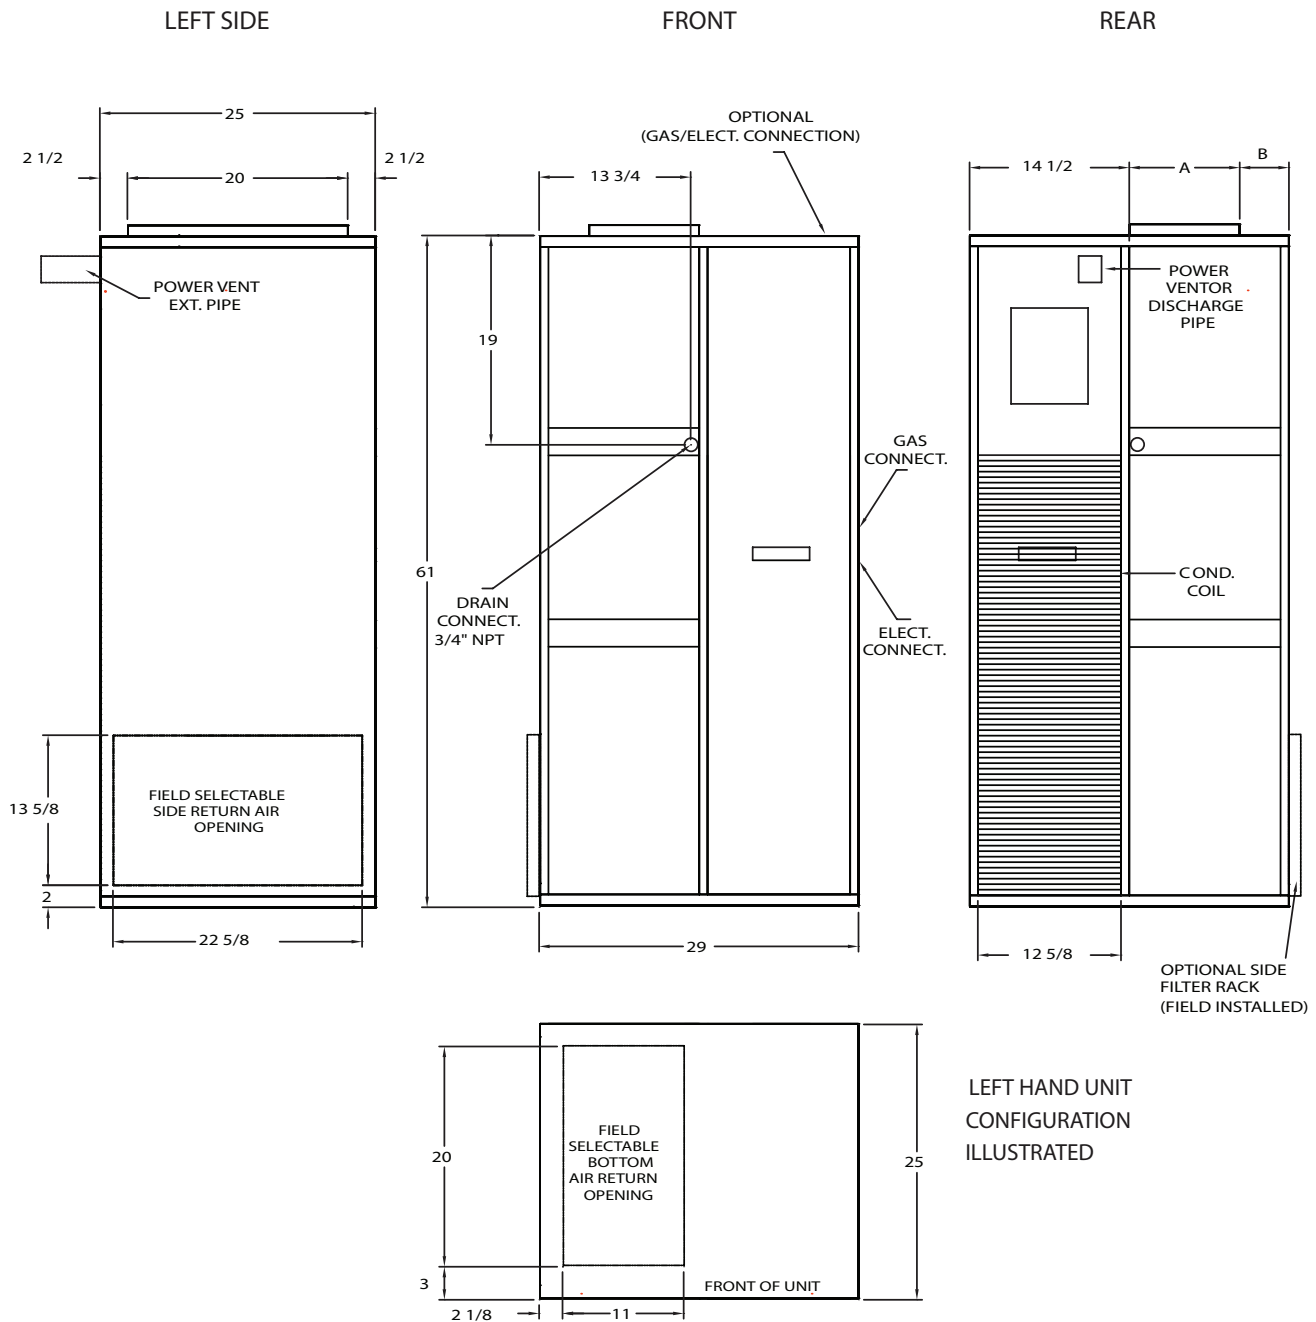 LEFT SIDE
FRONT
REAR
25
2 1/2
2 1/2
20
POWER VENT
EXT. PIPE
13 5/8
FIELD SELECTABLE
SIDE RETURN AIR
OPENING
2
22 5/8
OPTIONAL
(GAS/ELECT. CONNECTION)
13 3/4
19
61
DRAIN
CONNECT.
3/4" NPT
GAS
CONNECT.
ELECT.
CONNECT.
29
14 1/2
A
B
POWER
VENTOR
DISCHARGE
PIPE
COND.
COIL
12 5/8
OPTIONAL SIDE
FILTER RACK
(FIELD INSTALLED)
20
FIELD
SELECTABLE
BOTTOM
AIR RETURN
OPENING
25
3
FRONT OF UNIT
2 1/8
11
LEFT HAND UNIT
CONFIGURATION
ILLUSTRATED